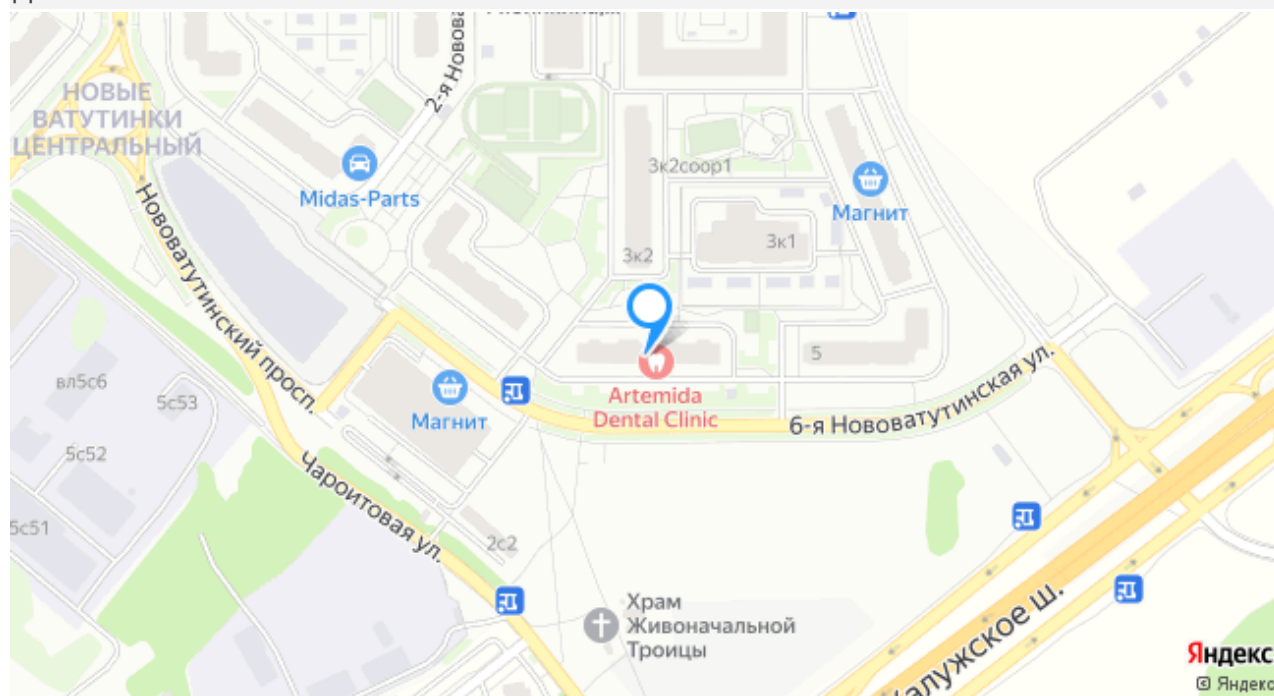 2-я Нововa
НОВЫЕ
ВАТУТИНКИ
ЦЕНТРАЛЬНЫЙ
Midas-Parts
3к2соор1
Магнит
3к1
3к2
Нововатутинский просп.
5
вл5с6
5с53
Магнит
Artemida
Dental Clinic
6-я Нововатутинская ул.
5с52
Чароитовая ул.
5с51
2с2
Храм
Живоначальной
Троицы
Калужское ш.
Яндекс
© Яндекс